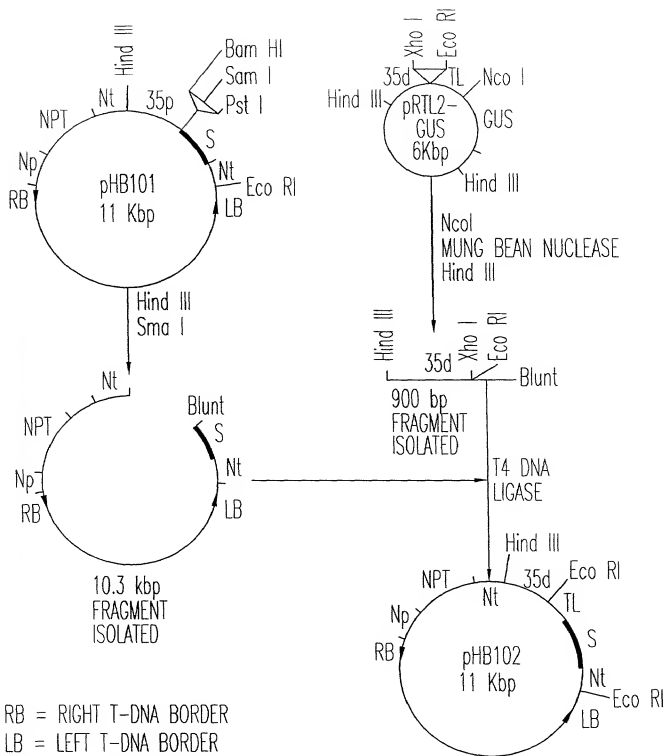 Hind III
Bam HI
Sam I
Pst I
35p
Nt
NPT
Np
RB
S
Nt
Eco RI
LB
pHB101
11 Kbp
Hind III
Sma I
Xho I
Eco RI
35d
TL
Nco I
Hind III
pRTL2-
GUS
6Kbp
GUS
Hind III
NcoI
MUNG BEAN NUCLEASE
Hind III
Hind III
35d
Xho I
Eco RI
Blunt
900 bp
FRAGMENT
ISOLATED
Nt
NPT
Np
RB
Blunt
S
Nt
LB
10.3 kbp
FRAGMENT
ISOLATED
T4 DNA
LIGASE
Hind III
Eco RI
35d
TL
NPT
Nt
Np
RB
S
Nt
Eco RI
LB
pHB102
11 Kbp
RB = RIGHT T-DNA BORDER
LB = LEFT T-DNA BORDER